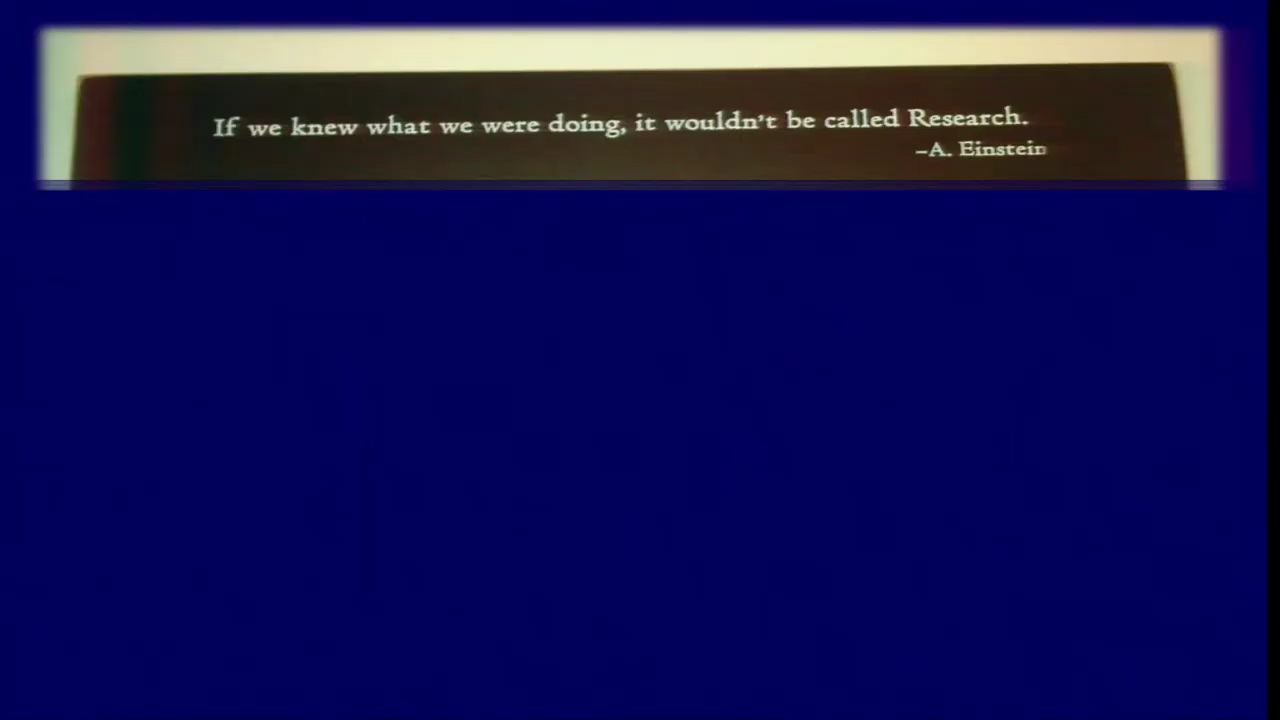 If we knew what we were doing, it wouldn't be called Research.
–A. Einstein